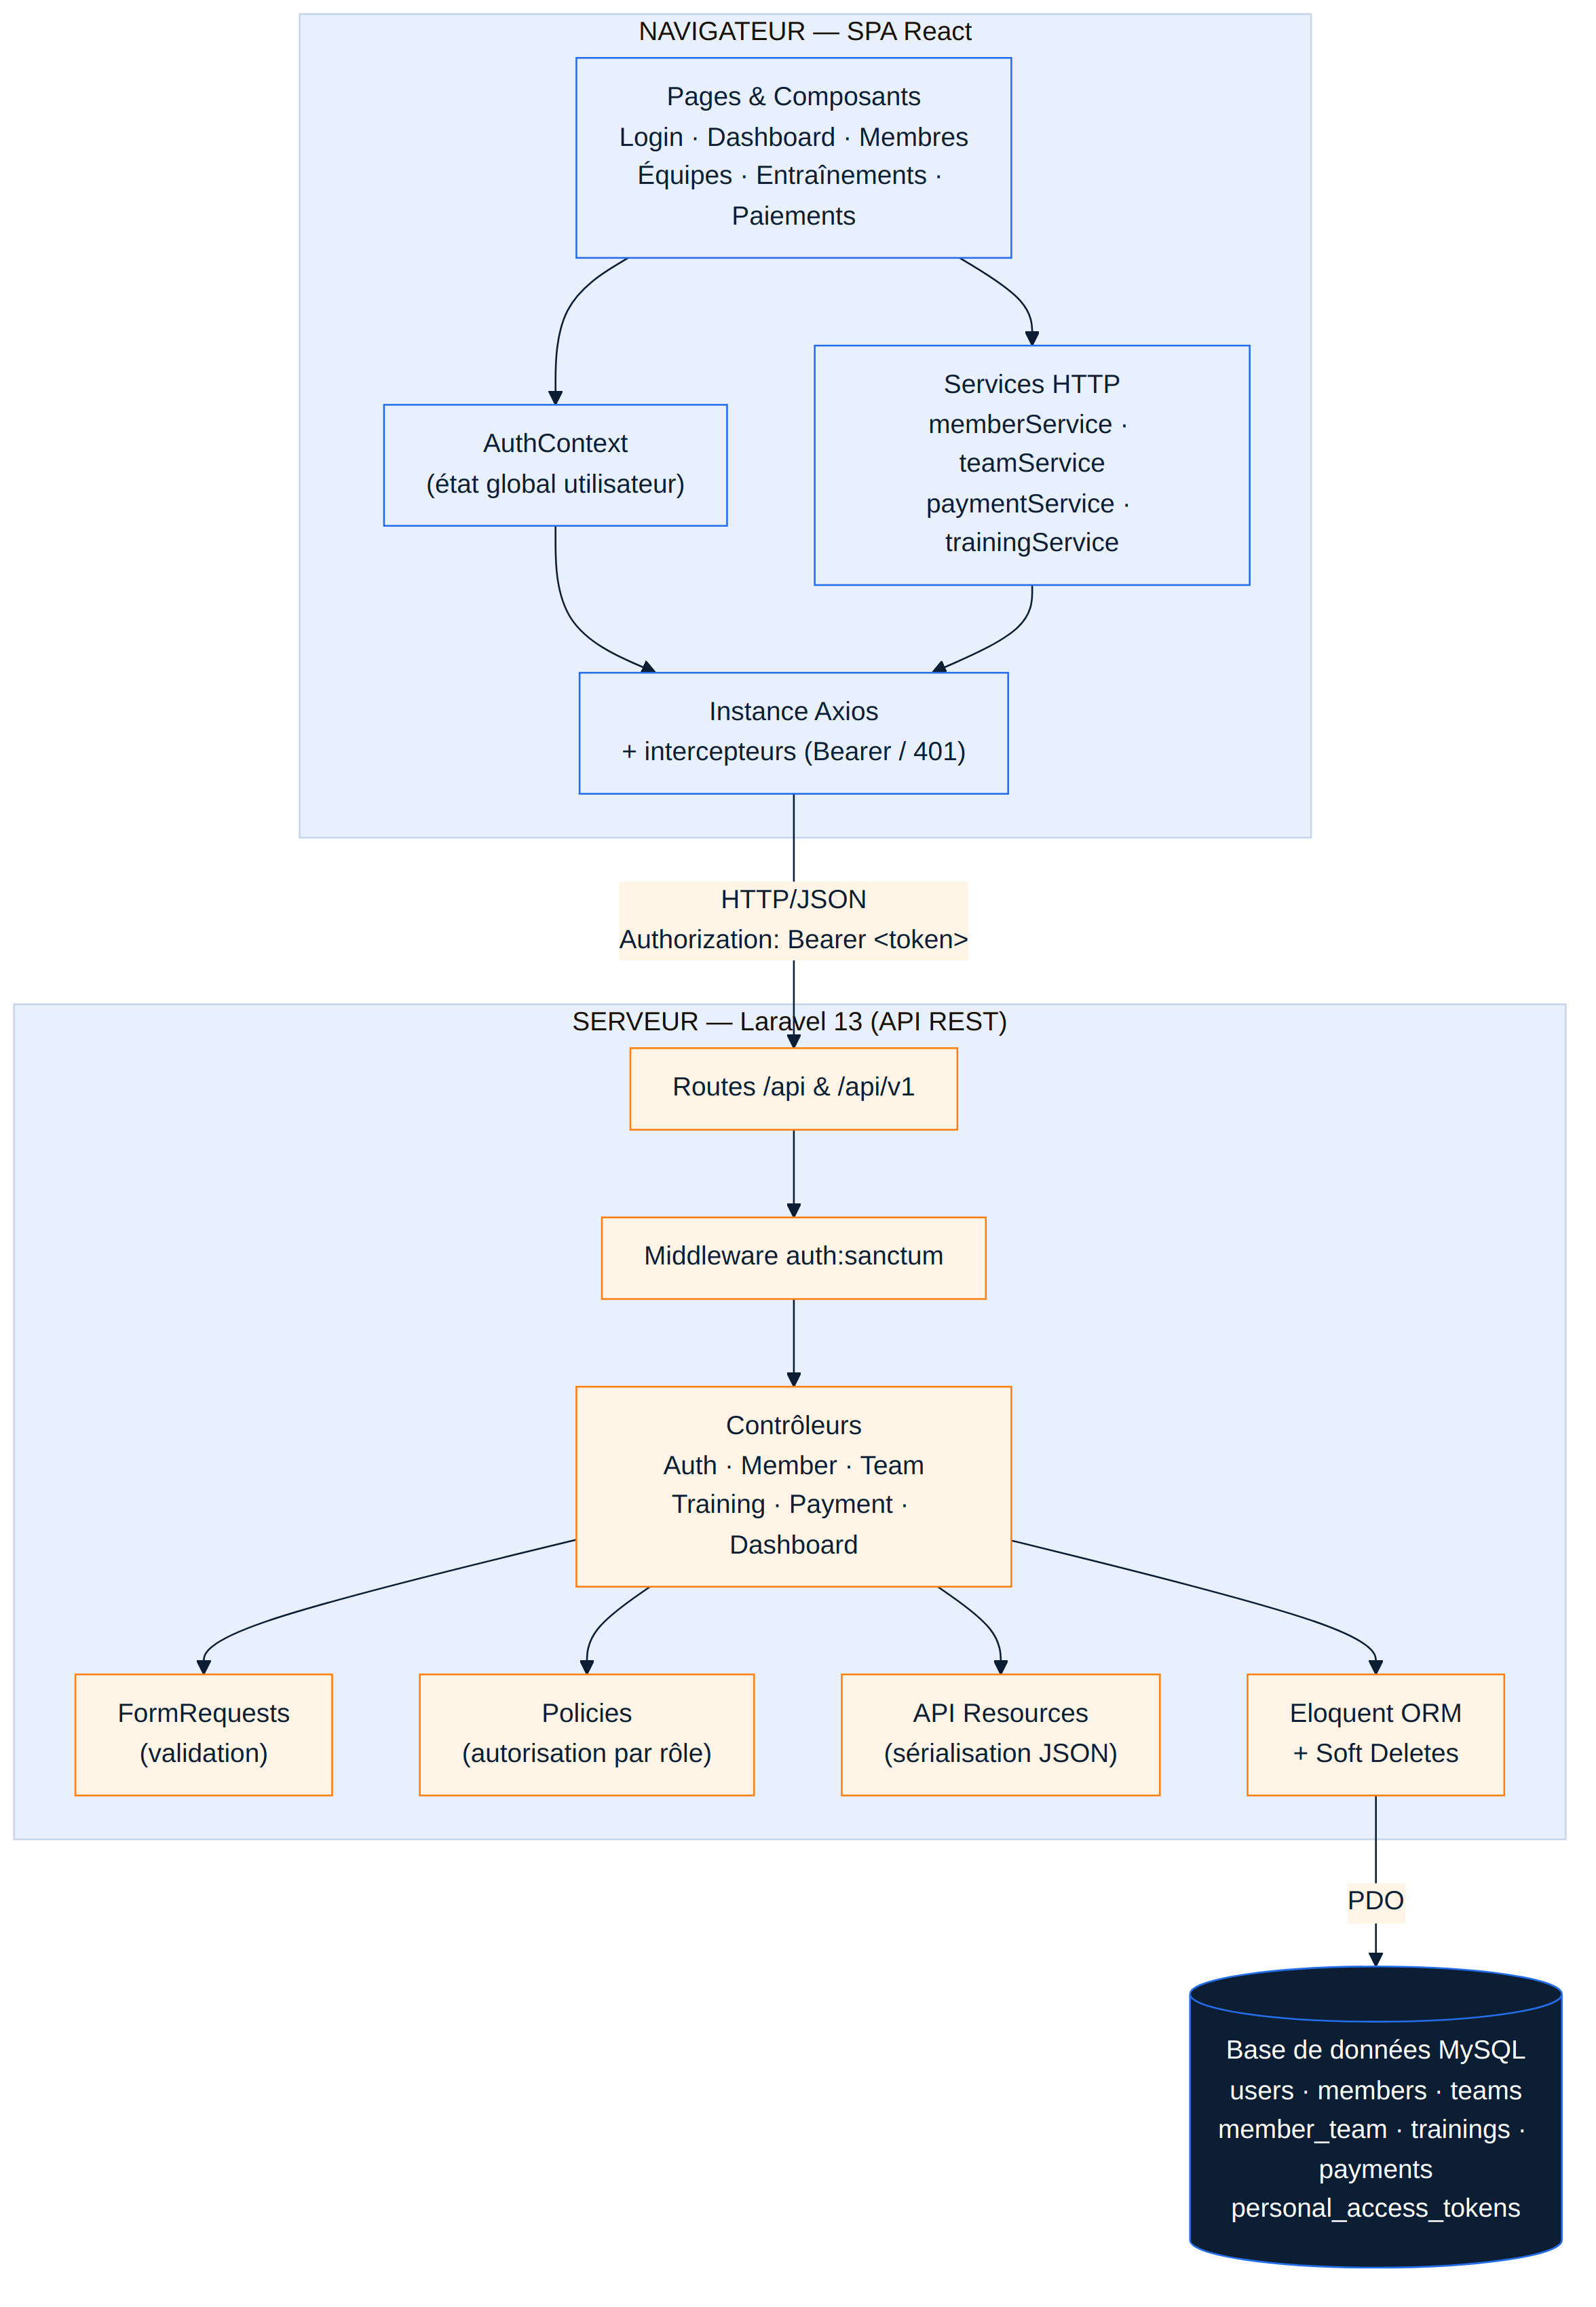 NAVIGATEUR — SPA React
Pages & Composants
Login · Dashboard · Membres
Équipes · Entraînements ·
Paiements
AuthContext
(état global utilisateur)
Services HTTP
memberService ·
teamService
paymentService ·
trainingService
Instance Axios
+ intercepteurs (Bearer / 401)
HTTP/JSON
Authorization: Bearer <token>
SERVEUR — Laravel 13 (API REST)
Routes /api & /api/v1
Middleware auth:sanctum
Contrôleurs
Auth · Member · Team
Training · Payment ·
Dashboard
FormRequests
(validation)
Policies
(autorisation par rôle)
API Resources
(sérialisation JSON)
Eloquent ORM
+ Soft Deletes
PDO
Base de données MySQL
users · members · teams
member_team · trainings ·
payments
personal_access_tokens